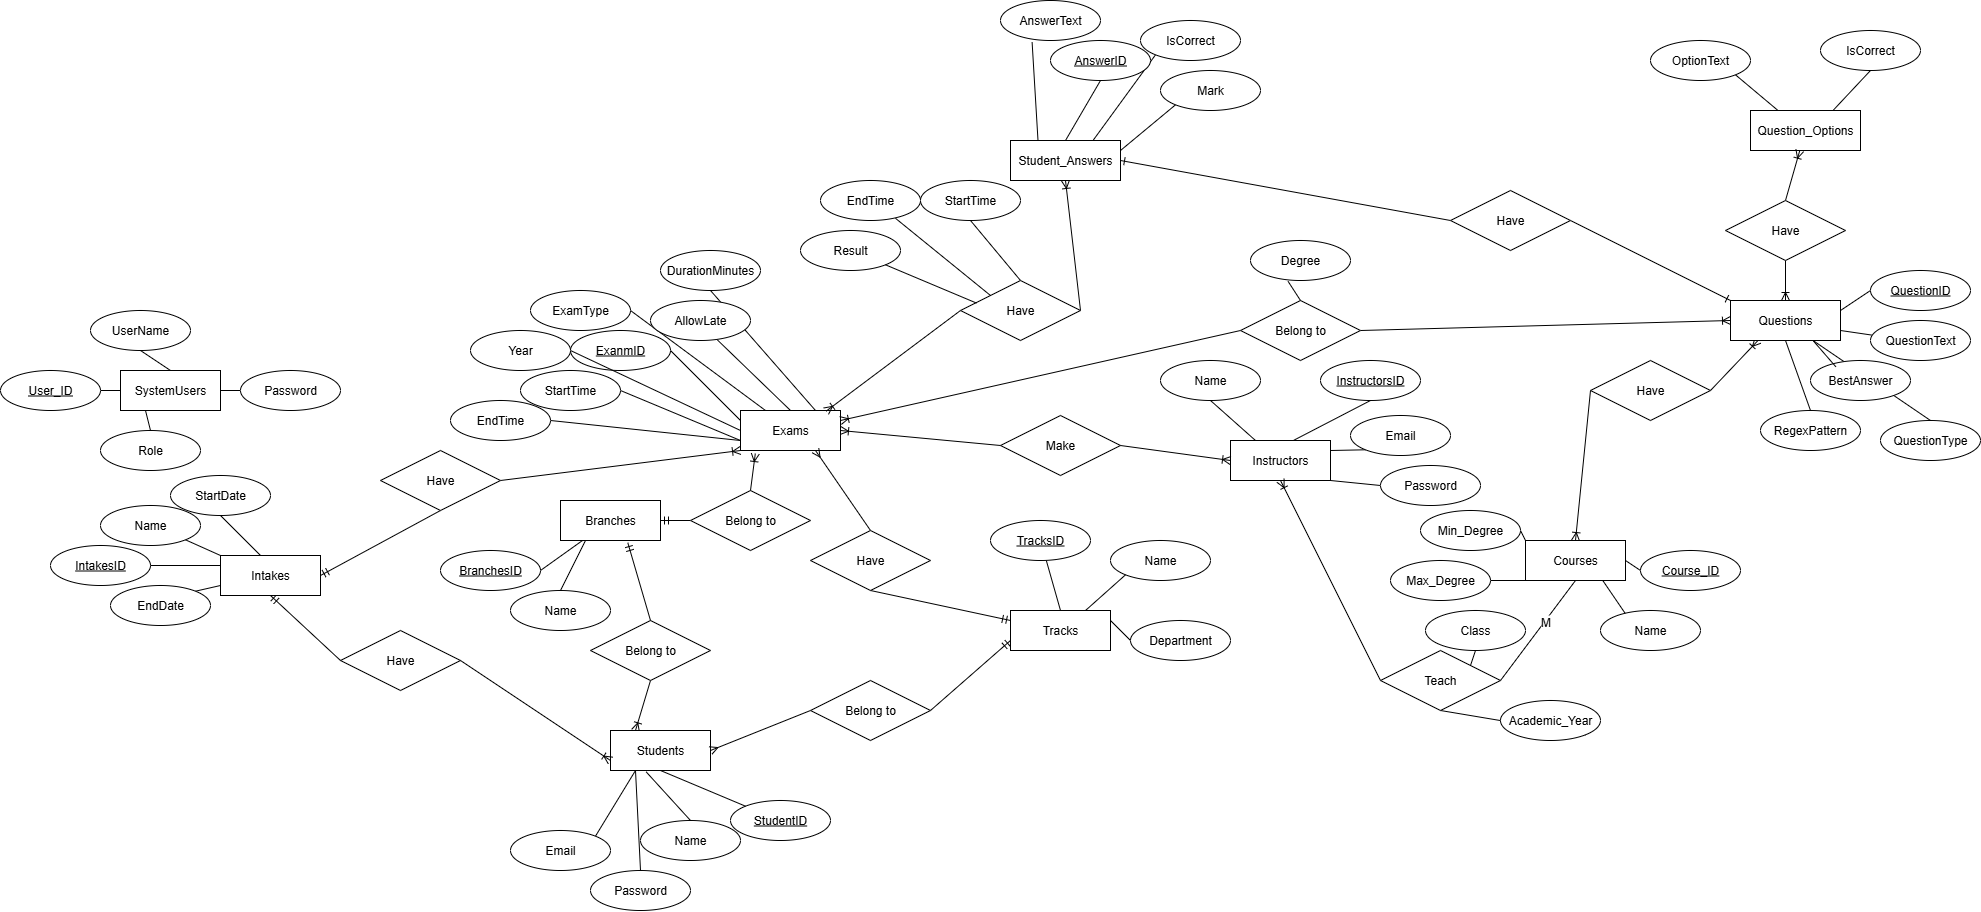 AnswerText
IsCorrect
AnswerID
Mark
OptionText
IsCorrect
Question_Options
Student_Answers
EndTime
StartTime
Have
Have
Result
Degree
DurationMinutes
QuestionID
ExamType
AllowLate
Have
Belong to
Questions
UserName
Year
ExanmID
QuestionText
Name
InstructorsID
BestAnswer
User_ID
SystemUsers
Password
StartTime
Have
EndTime
Exams
RegexPattern
QuestionType
Make
Email
Role
Instructors
Have
Password
StartDate
Name
Branches
Belong to
Min_Degree
TracksID
IntakesID
Intakes
BranchesID
Have
Name
Courses
Course_ID
Max_Degree
EndDate
Name
M
Tracks
Class
Name
Department
Belong to
Have
Teach
Belong to
Academic_Year
Students
StudentID
Name
Email
Password